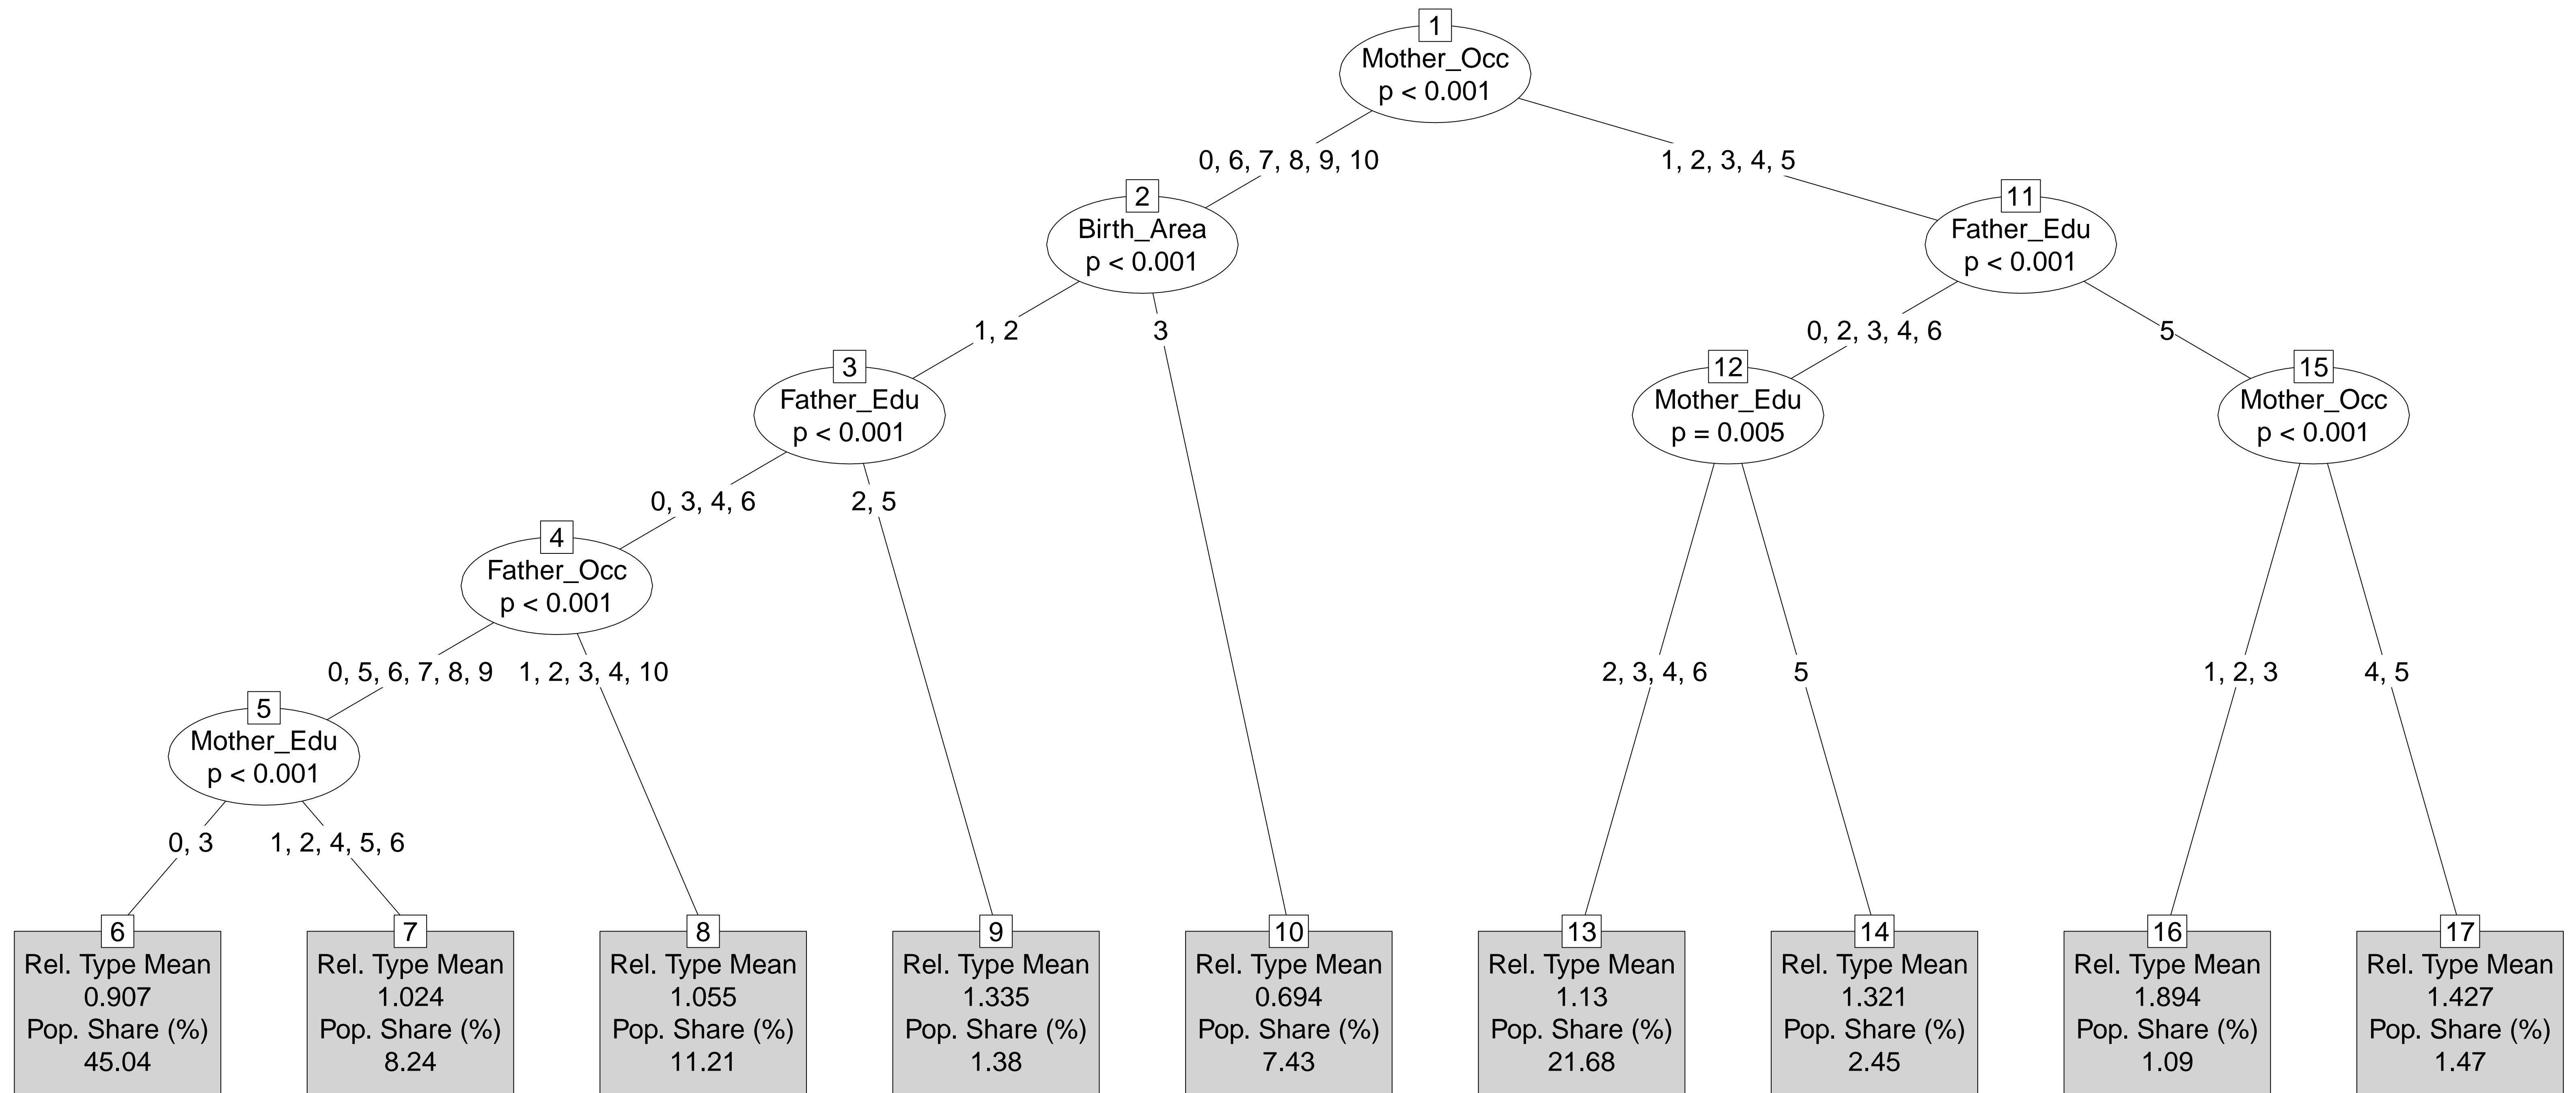 1
Mother_Occ
p < 0.001
0, 6, 7, 8, 9, 10
1, 2, 3, 4, 5
2
Birth_Area
p < 0.001
11
Father_Edu
p < 0.001
1, 2
3
0, 2, 3, 4, 6
5
3
Father_Edu
p < 0.001
12
Mother_Edu
p = 0.005
15
Mother_Occ
p < 0.001
0, 3, 4, 6
2, 5
4
Father_Occ
p < 0.001
0, 5, 6, 7, 8, 9
1, 2, 3, 4, 10
2, 3, 4, 6
5
1, 2, 3
4, 5
5
Mother_Edu
p < 0.001
0, 3
1, 2, 4, 5, 6
6
Rel. Type Mean
0.907
Pop. Share (%)
45.04
7
Rel. Type Mean
1.024
Pop. Share (%)
8.24
8
Rel. Type Mean
1.055
Pop. Share (%)
11.21
9
Rel. Type Mean
1.335
Pop. Share (%)
1.38
10
Rel. Type Mean
0.694
Pop. Share (%)
7.43
13
Rel. Type Mean
1.13
Pop. Share (%)
21.68
14
Rel. Type Mean
1.321
Pop. Share (%)
2.45
16
Rel. Type Mean
1.894
Pop. Share (%)
1.09
17
Rel. Type Mean
1.427
Pop. Share (%)
1.47